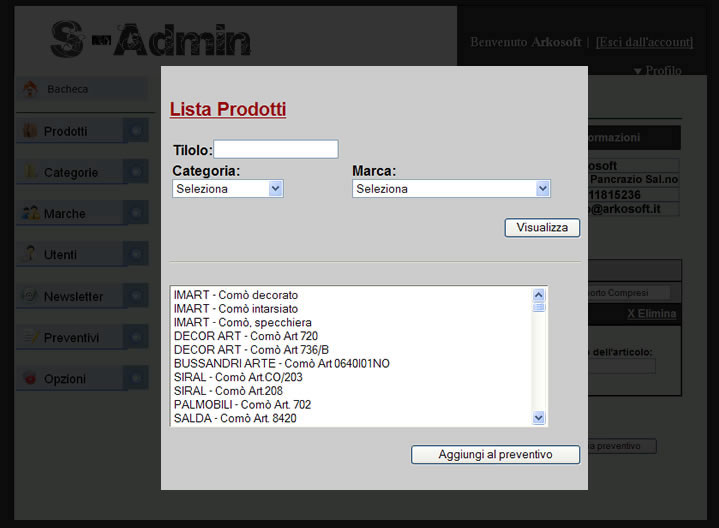 S-Admin
Benvenuto Arkosoft | [Esci dall'account]
Profilo
Bacheca
Prodotti
Categorie
Marche
Utenti
Newsletter
Preventivi
Opzioni
Lista Prodotti
Tilolo:
Categoria: Marca:
Seleziona Seleziona
Visualizza
IMART - Comò decorato
IMART - Comò intarsiato
IMART - Comò, specchiera
DECOR ART - Comò Art 720
DECOR ART - Comò Art 736/B
BUSSANDRI ARTE - Comò Art 0640I01NO
SIRAL - Comò Art.CO/203
SIRAL - Comò Art.208
PALMOBILI - Comò Art. 702
SALDA - Comò Art. 8420
Aggiungi al preventivo
ormazioni
osoft
Pancrazio Sal.no
11815236
o@arkosoft.it
orto Compresi
X Elimina
dell'articolo:
preventivo